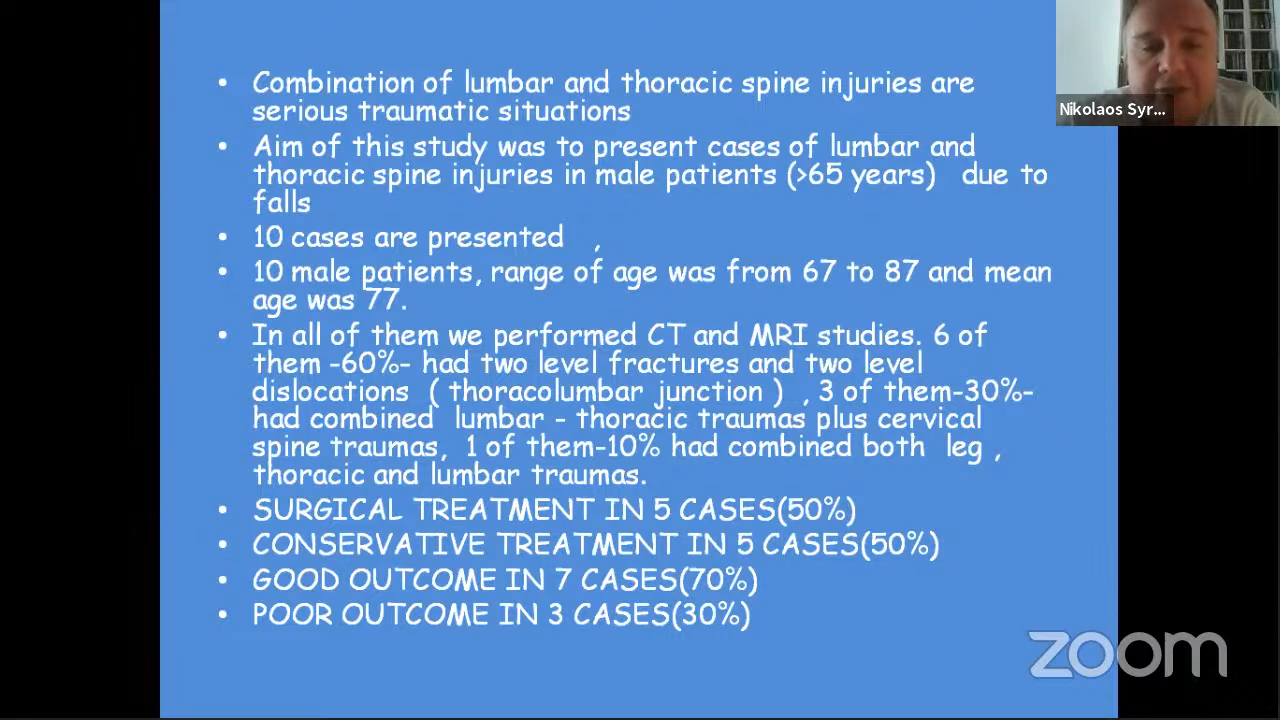 • Combination of lumbar and thoracic spine injuries are
serious traumatic situations
• Aim of this study was to present cases of lumbar and
thoracic spine injuries in male patients (>65 years) due to
falls
• 10 cases are presented ,
• 10 male patients, range of age was from 67 to 87 and mean
age was 77.
• In all of them we performed CT and MRI studies. 6 of
them -60%- had two level fractures and two level
dislocations ( thoracolumbar junction ) , 3 of them-30%-
had combined lumbar - thoracic traumas plus cervical
spine traumas, 1 of them-10% had combined both leg ,
thoracic and lumbar traumas.
• SURGICAL TREATMENT IN 5 CASES(50%)
• CONSERVATIVE TREATMENT IN 5 CASES(50%)
• GOOD OUTCOME IN 7 CASES(70%)
• POOR OUTCOME IN 3 CASES(30%)
Nikolaos Syr...
zoom